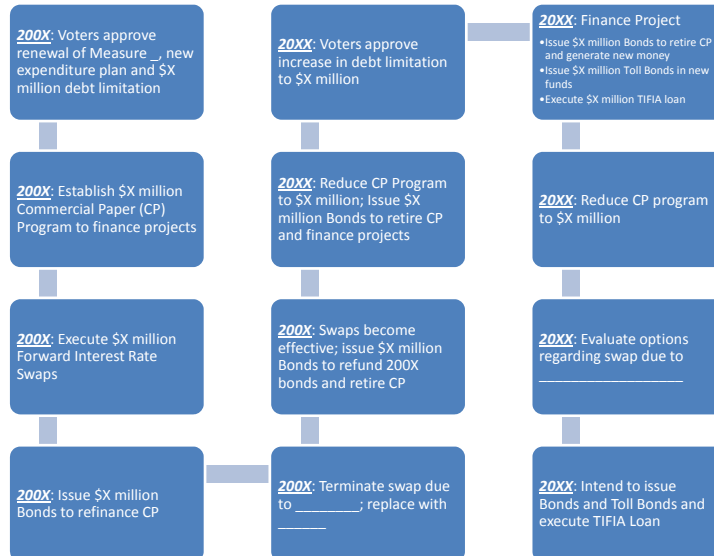 200X: Voters approve
renewal of Measure _, new
expenditure plan and $X
million debt limitation
200X: Establish $X million
Commercial Paper (CP)
Program to finance projects
200X: Execute $X million
Forward Interest Rate
Swaps
200X: Issue $X million
Bonds to refinance CP
200X: Terminate swap due
to ________; replace with
______
200X: Swaps become
effective; issue $X million
Bonds to refund 200X
bonds and retire CP
20XX: Reduce CP Program
to $X million; Issue $X
million Bonds to retire CP
and finance projects
20XX: Voters approve
increase in debt limitation
to $X million
20XX: Finance Project
•Issue $X million Bonds to retire CP
and generate new money
•Issue $X million Toll Bonds in new
funds
•Execute $X million TIFIA loan
20XX: Reduce CP program
to $X million
20XX: Evaluate options
regarding swap due to
__________________
20XX: Intend to issue
Bonds and Toll Bonds and
execute TIFIA Loan